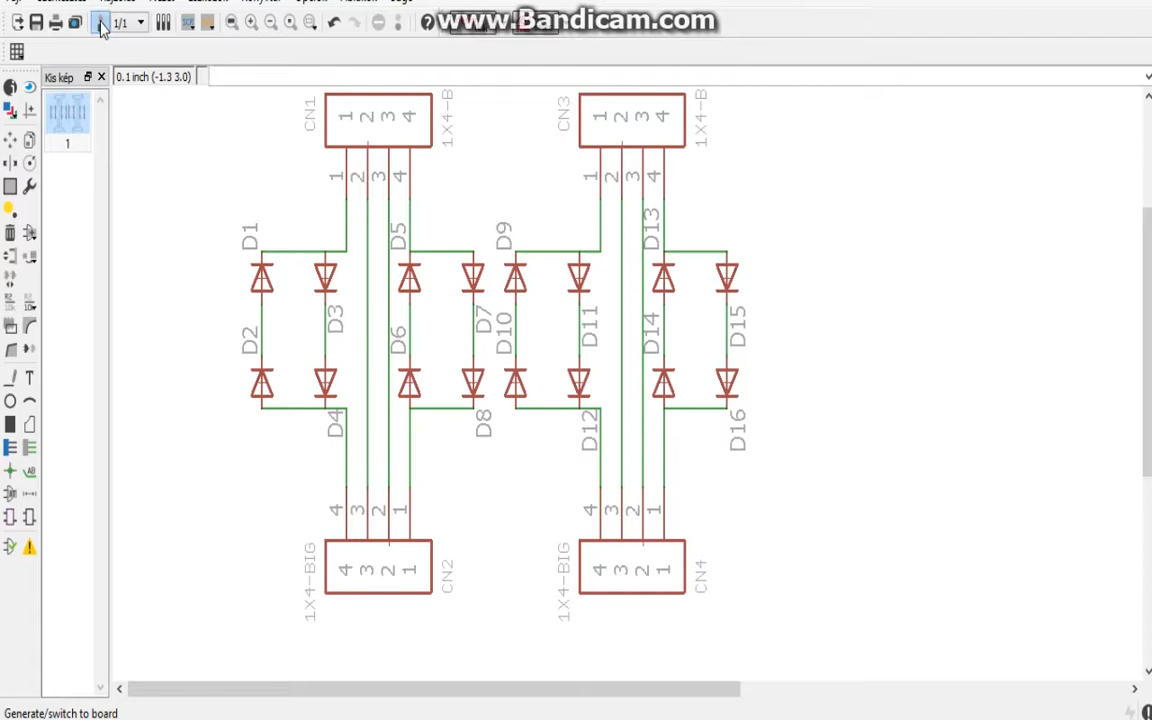 www.Bandicam.com
1/1
Kis kép
0.1 inch (-1.3 3.0)
1
CN1
1 2 3 4
1X4-B
CN3
1 2 3 4
1X4-B
1 2 3 4
1 2 3 4
D1
D5
D9
D13
D2
D3
D6
D7
D10
D11
D14
D15
D4
D8
D12
D16
4 3 2 1
4 3 2 1
1X4-BIG
4 3 2 1
CN2
1X4-BIG
4 3 2 1
CN4
Generate/switch to board